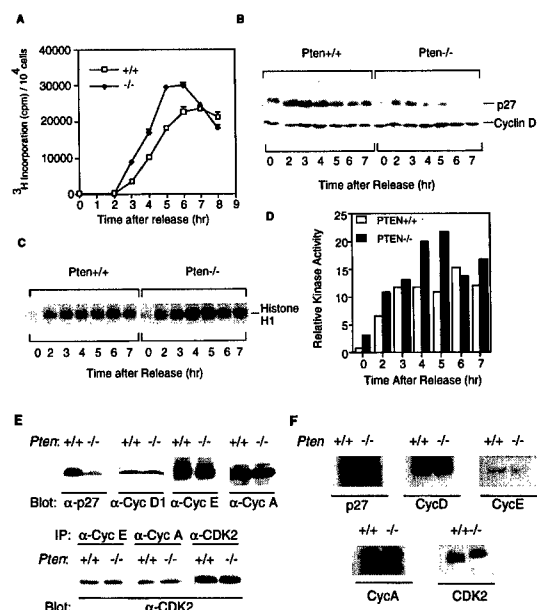 A
³H Incorporation (cpm) / 10⁴ cells
40000
30000
20000
10000
0
+/+
-/-
0 1 2 3 4 5 6 7 8 9
Time after release (hr)
B
Pten+/+ Pten-/-
p27
Cyclin D
0 2 3 4 5 6 7 0 2 3 4 5 6 7
Time after Release (hr)
C
Pten+/+ Pten-/-
Histone
H1
0 2 3 4 5 6 7 0 2 3 4 5 6 7
Time after Release (hr)
D
Relative Kinase Activity
25
20
15
10
5
0
PTEN+/+
PTEN-/-
0 2 3 4 5 6 7
Time After Release (hr)
E
Pten: +/+ -/- +/+ -/- +/+ -/- +/+ -/-
Blot: α-p27 α-Cyc D1 α-Cyc E α-Cyc A
IP: α-Cyc E α-Cyc A α-CDK2
Pten: +/+ -/- +/+ -/- +/+ -/-
Blot: α-CDK2
F
Pten +/+ -/- +/+ -/- +/+ -/-
p27 CycD CycE
+/+ -/- +/+-/-
CycA CDK2